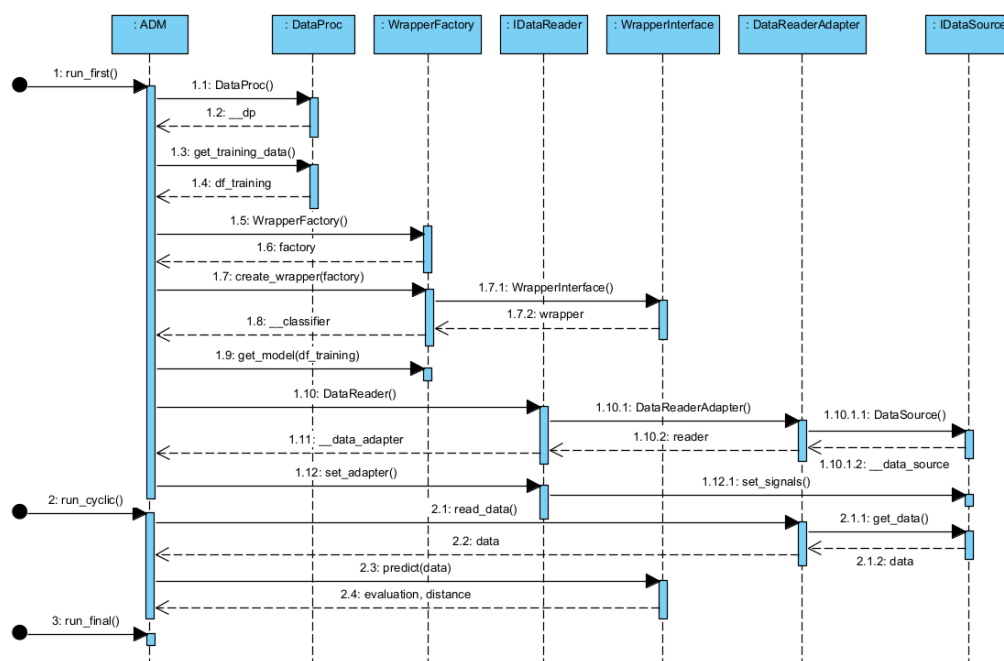 : ADM
: DataProc
: WrapperFactory
: IDataReader
: WrapperInterface
: DataReaderAdapter
: IDataSource
1: run_first()
1.1: DataProc()
1.2: __dp
1.3: get_training_data()
1.4: df_training
1.5: WrapperFactory()
1.6: factory
1.7: create_wrapper(factory)
1.7.1: WrapperInterface()
1.7.2: wrapper
1.8: __classifier
1.9: get_model(df_training)
1.10: DataReader()
1.10.1: DataReaderAdapter()
1.10.1.1: DataSource()
1.10.2: reader
1.11: __data_adapter
1.10.1.2: __data_source
1.12: set_adapter()
1.12.1: set_signals()
2: run_cyclic()
2.1: read_data()
2.1.1: get_data()
2.2: data
2.1.2: data
2.3: predict(data)
2.4: evaluation, distance
3: run_final()